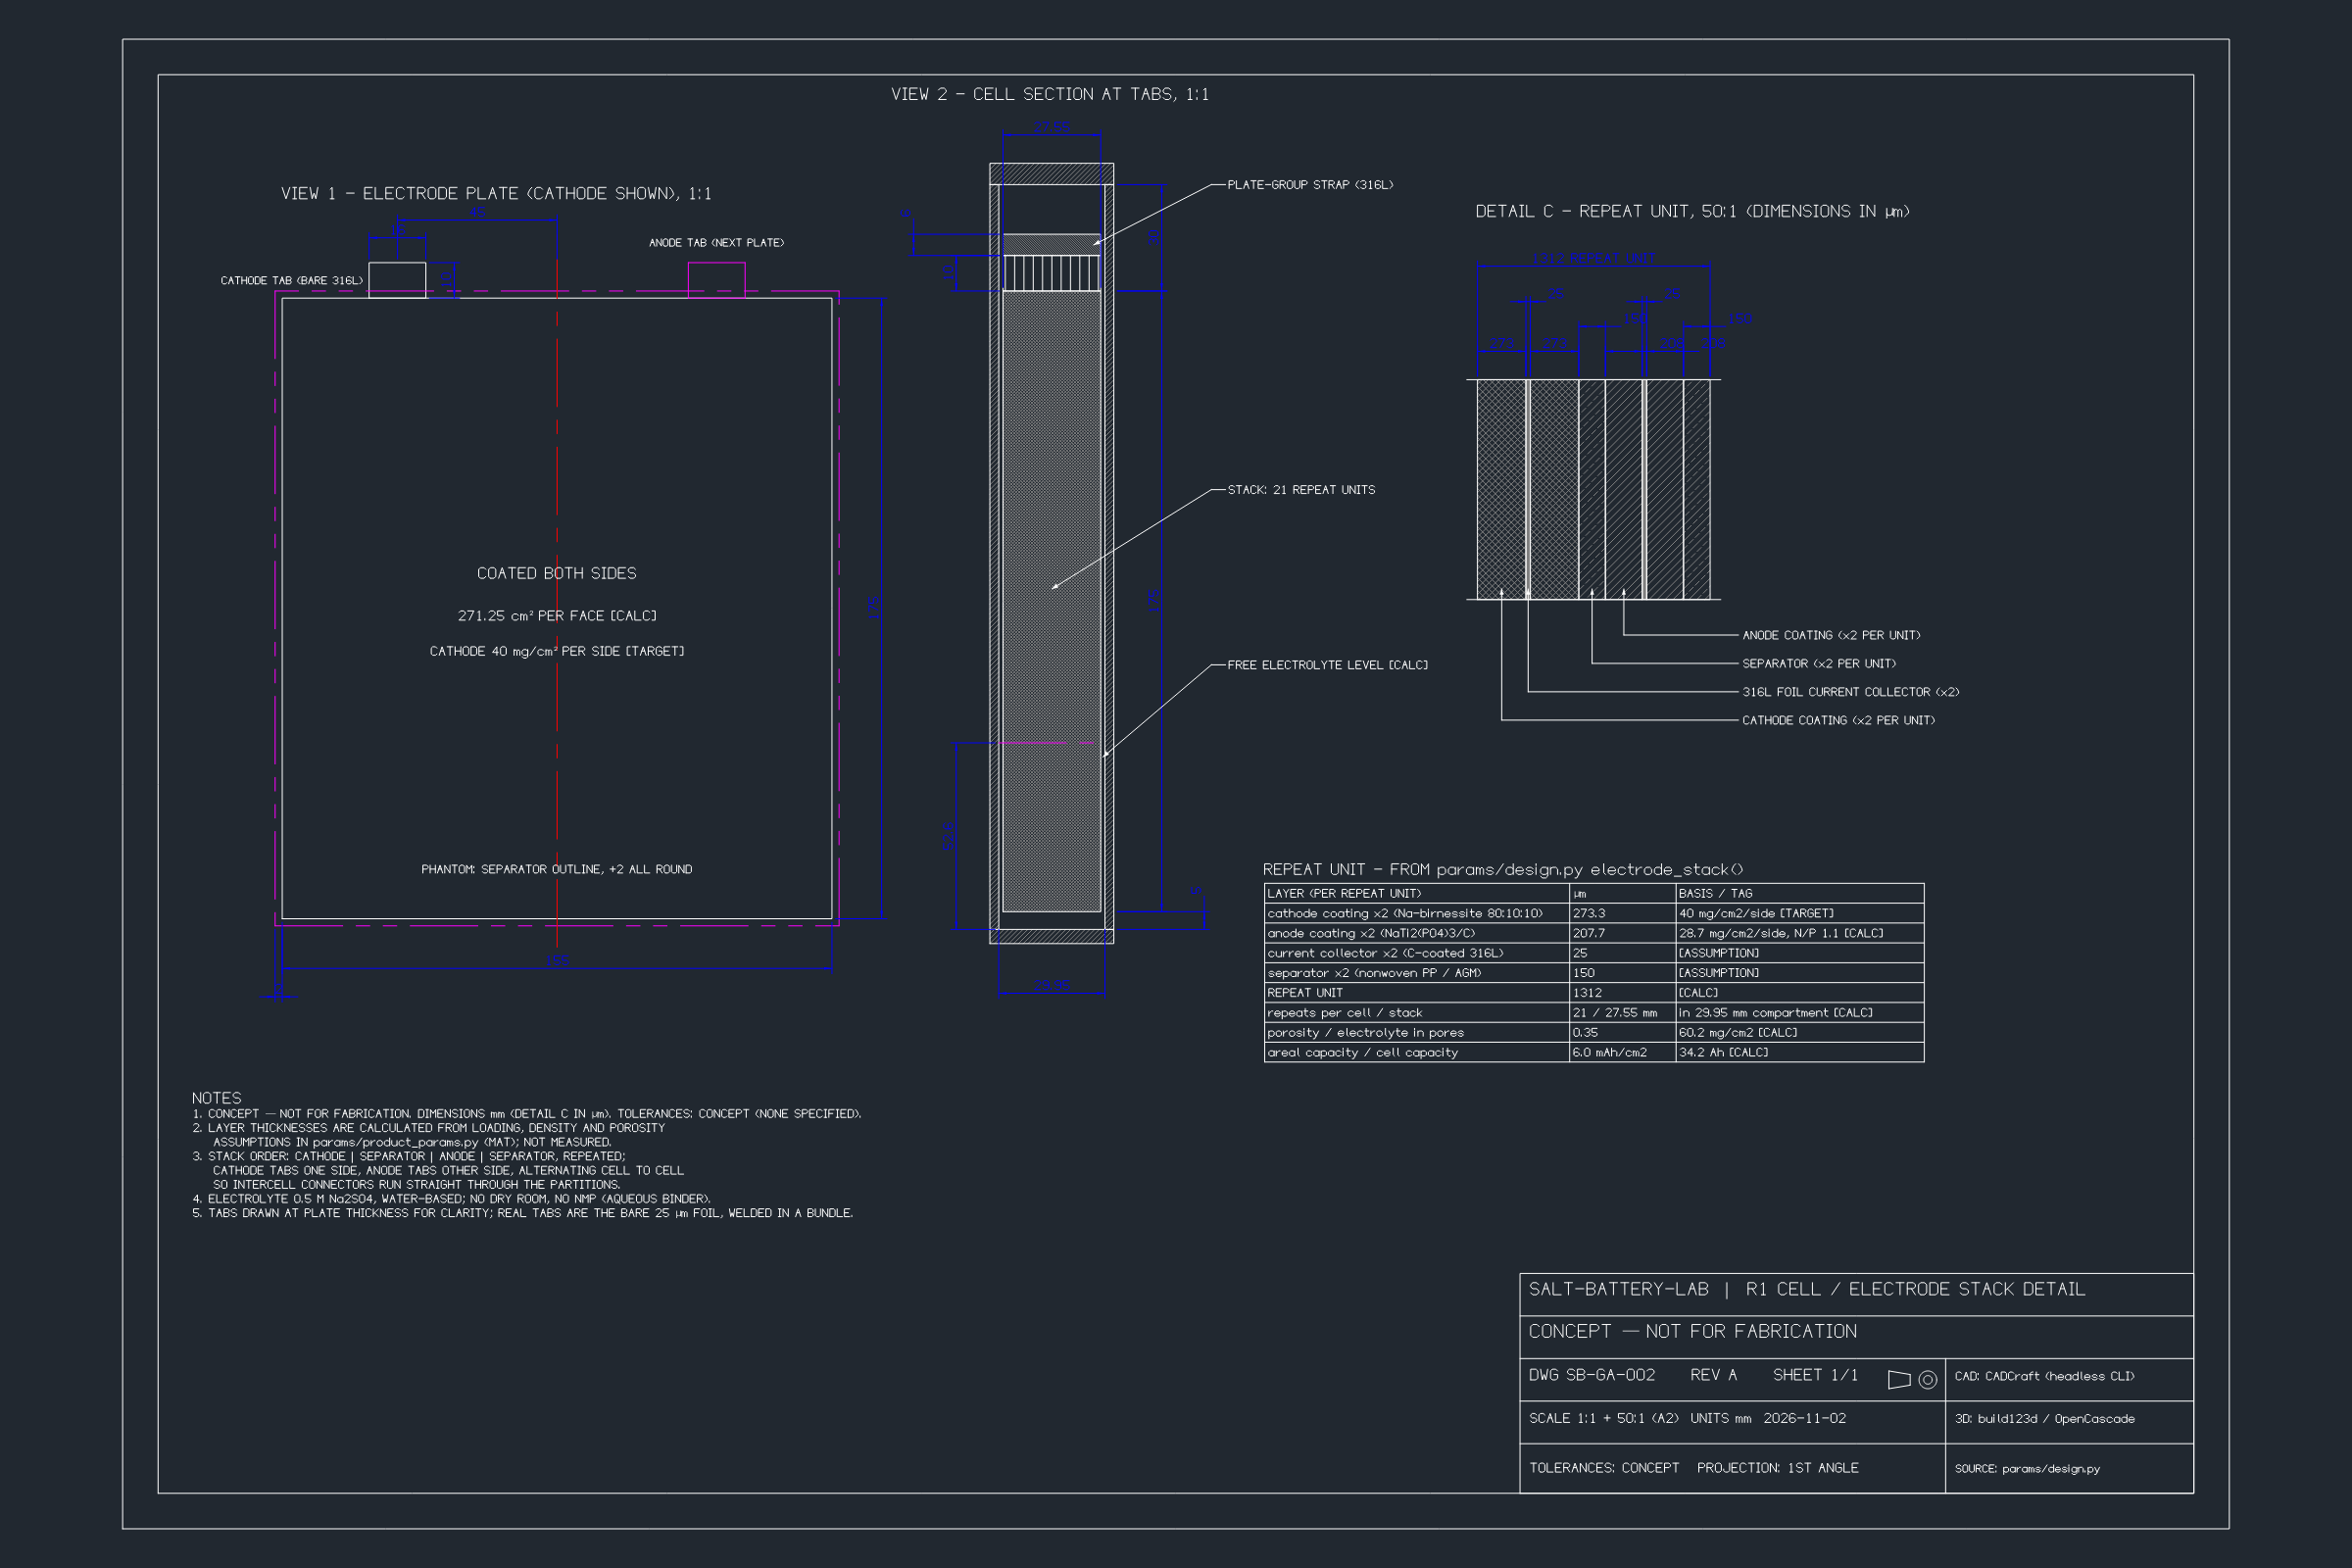 VIEW 2 - CELL SECTION AT TABS, 1:1
27.55
VIEW 1 - ELECTRODE PLATE (CATHODE SHOWN), 1:1
45
16
10
ANODE TAB (NEXT PLATE)
CATHODE TAB (BARE 316L)
COATED BOTH SIDES
271.25 cm² PER FACE [CALC]
CATHODE 40 mg/cm² PER SIDE [TARGET]
PHANTOM: SEPARATOR OUTLINE, +2 ALL ROUND
175
155
PLATE-GROUP STRAP (316L)
30
10
STACK: 21 REPEAT UNITS
175
FREE ELECTROLYTE LEVEL [CALC]
29.95
DETAIL C - REPEAT UNIT, 50:1 (DIMENSIONS IN µm)
1312 REPEAT UNIT
25
25
150
150
273
273
208
208
ANODE COATING (x2 PER UNIT)
SEPARATOR (x2 PER UNIT)
316L FOIL CURRENT COLLECTOR (x2)
CATHODE COATING (x2 PER UNIT)
REPEAT UNIT - FROM params/design.py electrode_stack()
LAYER (PER REPEAT UNIT) µm BASIS / TAG
cathode coating x2 (Na-birnessite 80:10:10) 273.3 40 mg/cm2/side [TARGET]
anode coating x2 (NaTi2(PO4)3/C) 207.7 28.7 mg/cm2/side, N/P 1.1 [CALC]
current collector x2 (C-coated 316L) 25 [ASSUMPTION]
separator x2 (nonwoven PP / AGM) 150 [ASSUMPTION]
REPEAT UNIT 1312 [CALC]
repeats per cell / stack 21 / 27.55 mm in 29.95 mm compartment [CALC]
porosity / electrolyte in pores 0.35 60.2 mg/cm2 [CALC]
areal capacity / cell capacity 6.0 mAh/cm2 34.2 Ah [CALC]
NOTES
1. CONCEPT — NOT FOR FABRICATION. DIMENSIONS mm (DETAIL C IN µm). TOLERANCES: CONCEPT (NONE SPECIFIED).
2. LAYER THICKNESSES ARE CALCULATED FROM LOADING, DENSITY AND POROSITY
ASSUMPTIONS IN params/product_params.py (MAT); NOT MEASURED.
3. STACK ORDER: CATHODE | SEPARATOR | ANODE | SEPARATOR, REPEATED;
CATHODE TABS ONE SIDE, ANODE TABS OTHER SIDE, ALTERNATING CELL TO CELL
SO INTERCELL CONNECTORS RUN STRAIGHT THROUGH THE PARTITIONS.
4. ELECTROLYTE 0.5 M Na2SO4, WATER-BASED; NO DRY ROOM, NO NMP (AQUEOUS BINDER).
5. TABS DRAWN AT PLATE THICKNESS FOR CLARITY; REAL TABS ARE THE BARE 25 µm FOIL, WELDED IN A BUNDLE.
SALT-BATTERY-LAB | R1 CELL / ELECTRODE STACK DETAIL
CONCEPT — NOT FOR FABRICATION
DWG SB-GA-002 REV A SHEET 1/1
CAD: CADCraft (headless CLI)
SCALE 1:1 + 50:1 (A2) UNITS mm 2026-11-02
3D: build123d / OpenCascade
TOLERANCES: CONCEPT PROJECTION: 1ST ANGLE
SOURCE: params/design.py